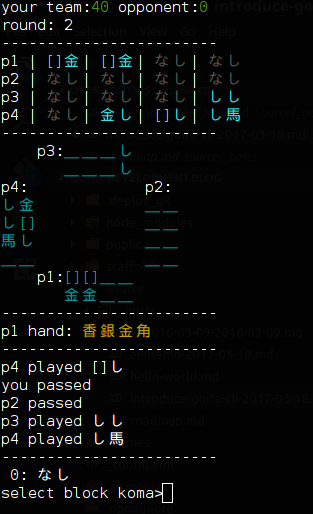 your team:40 opponent:0
round: 2
------------------------
p1 | []金| []金| なし| なし
p2 | なし| なし| なし| なし
p3 | なし| なし| なし| しし
p4 | なし| 金し| []し| し馬
------------------------
p3:＿＿＿し
＿＿＿し
p4: p2:
し金
し[] ＿＿
馬し ＿＿
＿＿ ＿＿
＿＿
p1:[][]＿＿
金金＿＿
------------------------
p1 hand: 香銀金角
------------------------
p4 played []し
you passed
p2 passed
p3 played しし
p4 played し馬
------------------------
0: なし
select block koma>